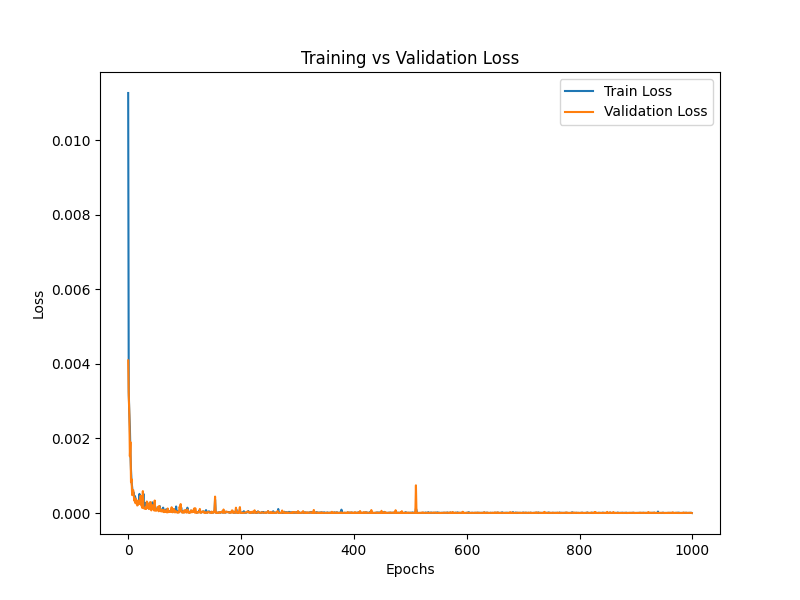 Training vs Validation Loss
Train Loss
Validation Loss
0.010
0.008
0.006
0.004
0.002
0.000
Loss
0 200 400 600 800 1000
Epochs